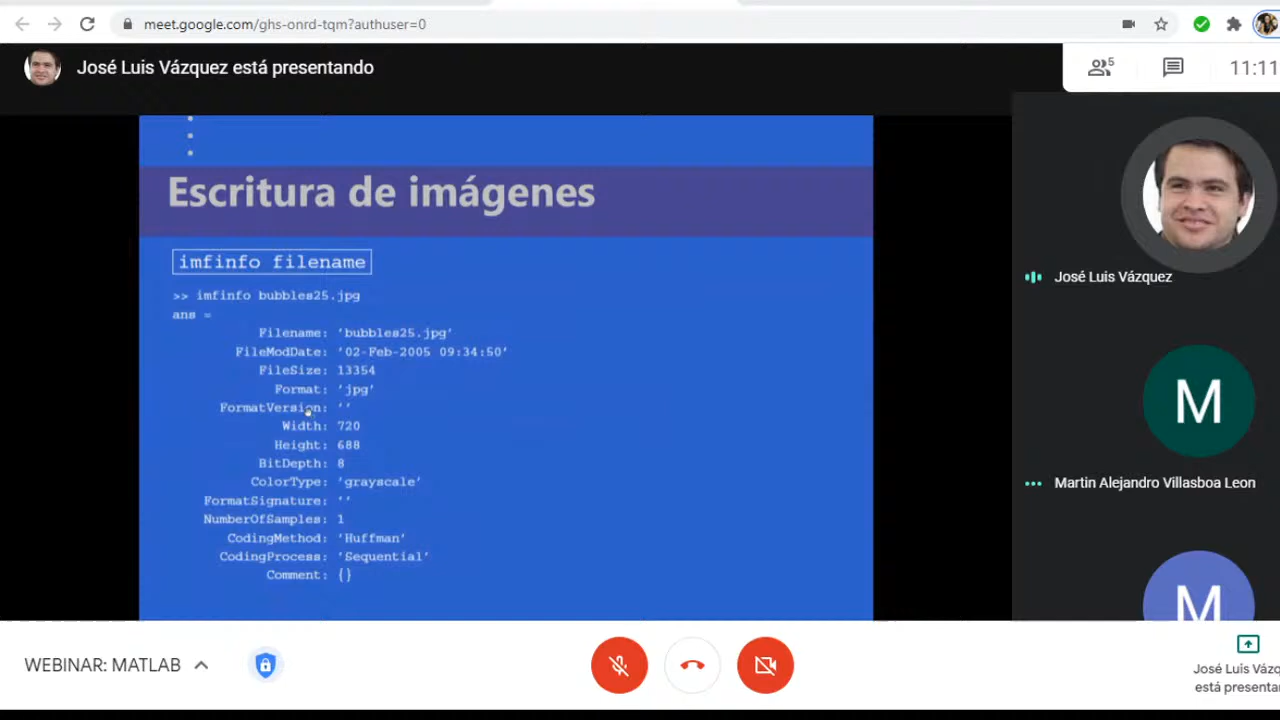 meet.google.com/ghs-onrd-tqm?authuser=0
José Luis Vázquez está presentando
5
11:11
Escritura de imágenes
imfinfo filename
>> imfinfo bubbles25.jpg
ans =
Filename: 'bubbles25.jpg'
FileModDate: '02-Feb-2005 09:34:50'
FileSize: 13354
Format: 'jpg'
FormatVersion: ''
Width: 720
Height: 688
BitDepth: 8
ColorType: 'grayscale'
FormatSignature: ''
NumberOfSamples: 1
CodingMethod: 'Huffman'
CodingProcess: 'Sequential'
Comment: {}
José Luis Vázquez
M
Martin Alejandro Villasboa Leon
M
WEBINAR: MATLAB
José Luis Vázq
está presenta